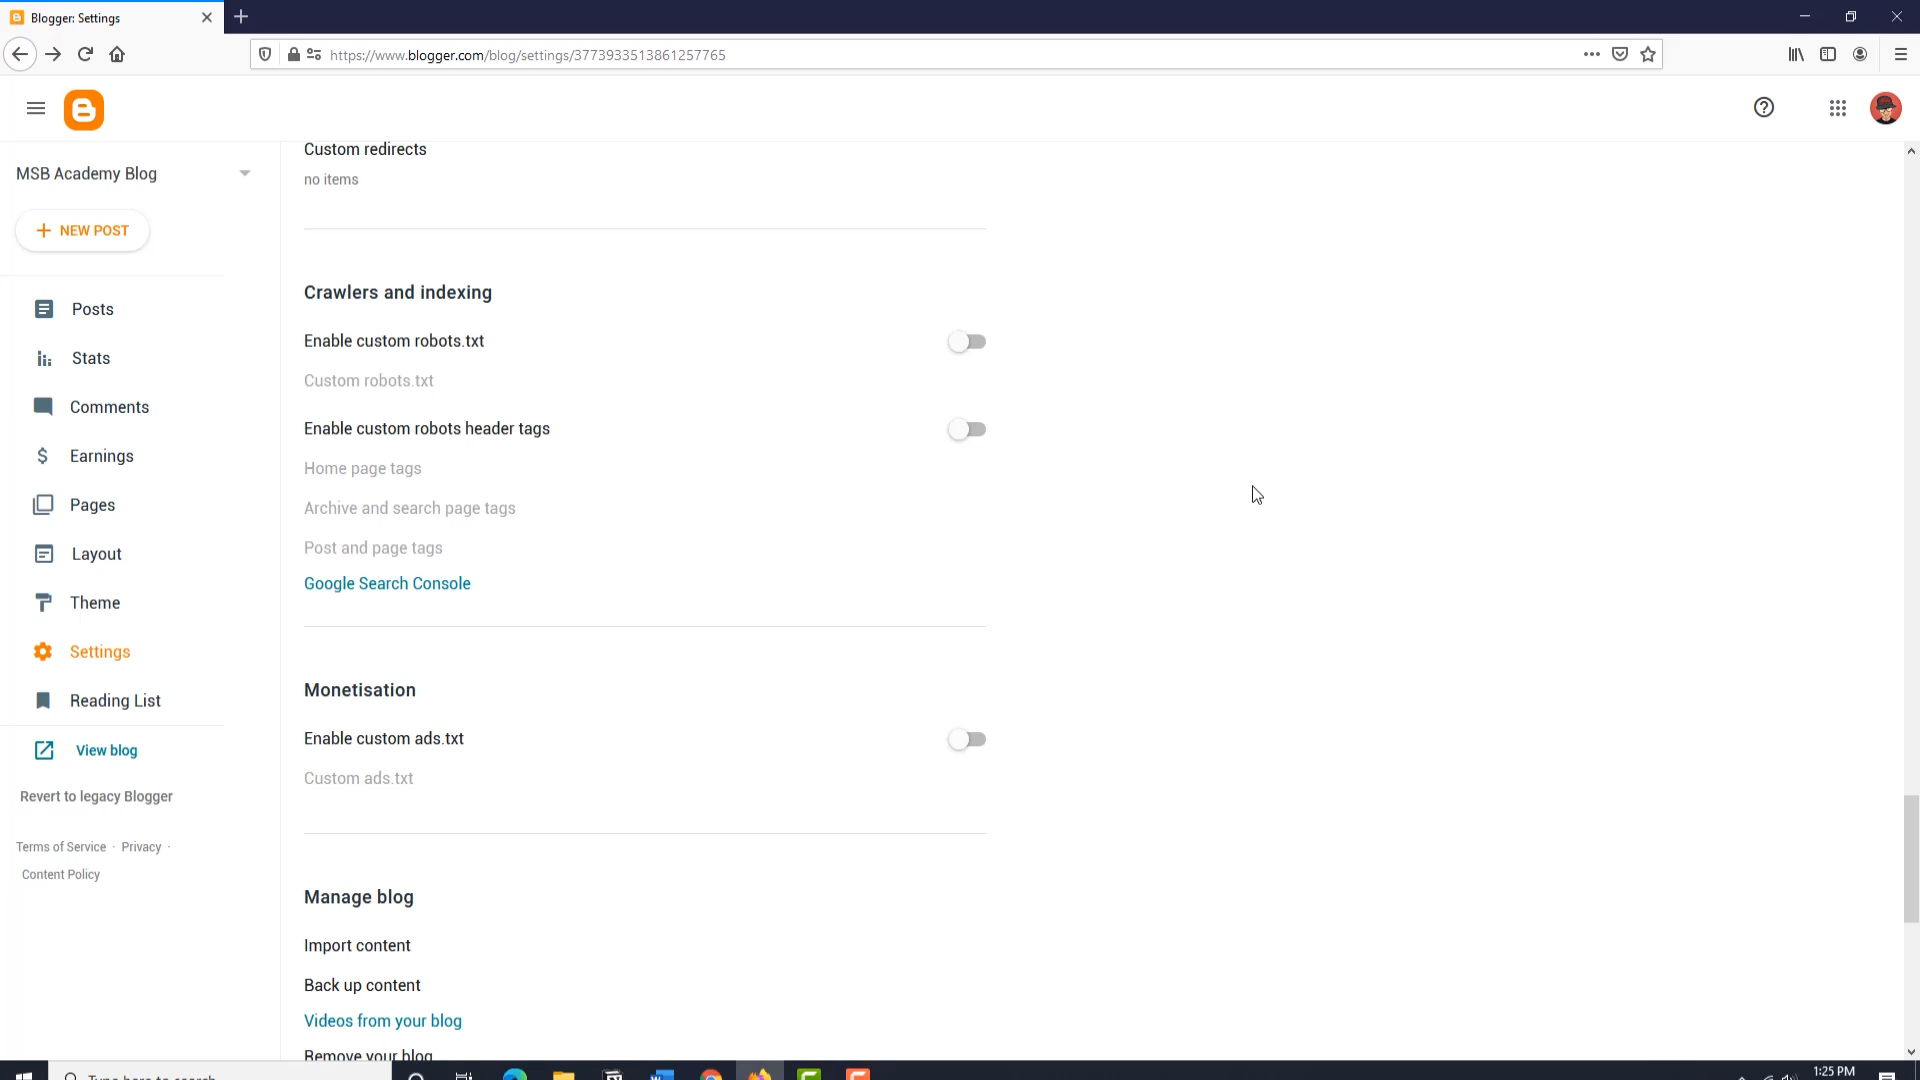 Blogger: Settings
https://www.blogger.com/blog/settings/3773933513861257765
MSB Academy Blog
NEW POST
Posts
Stats
Comments
Earnings
Pages
Layout
Theme
Settings
Reading List
View blog
Revert to legacy Blogger
Terms of Service · Privacy ·
Content Policy
Custom redirects
no items
Crawlers and indexing
Enable custom robots.txt
Custom robots.txt
Enable custom robots header tags
Home page tags
Archive and search page tags
Post and page tags
Google Search Console
Monetisation
Enable custom ads.txt
Custom ads.txt
Manage blog
Import content
Back up content
Videos from your blog
Remove your blog
Type here to search
1:25 PM